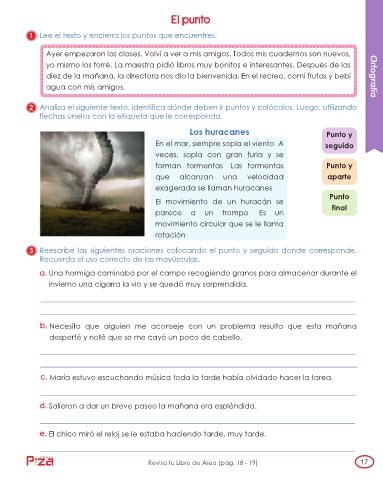 El punto
1 Lee el texto y encierra los puntos que encuentres.
Ayer empezaron las clases. Volví a ver a mis amigos. Todos mis cuadernos son nuevos,
yo mismo los forré. La maestra pidió libros muy bonitos e interesantes. Después de las
diez de la mañana, la directora nos dio la bienvenida. En el recreo, comí frutas y bebí
agua con mis amigos.
Ortografía
2 Analiza el siguiente texto, identifica dónde deben ir puntos y colócalos. Luego, utilizando
flechas únelos con la etiqueta que le corresponda.
Los huracanes
En el mar, siempre sopla el viento A
veces, sopla con gran furia y se
forman tormentas Las tormentas
que alcanzan una velocidad
exagerada se llaman huracanes
El movimiento de un huracán se
parece a un trompo Es un
movimiento circular que se le llama
rotación
Punto y
seguido
Punto y
aparte
Punto
final
3 Reescribe las siguientes oraciones colocando el punto y seguido donde corresponde.
Recuerda el uso correcto de las mayúsculas.
a. Una hormiga caminaba por el campo recogiendo granos para almacenar durante el
invierno una cigarra la vio y se quedó muy sorprendida.
b. Necesito que alguien me aconseje con un problema resulta que esta mañana
desperté y noté que se me cayó un poco de cabello.
c. María estuvo escuchando música toda la tarde había olvidado hacer la tarea.
d. Salieron a dar un breve paseo la mañana era espléndida.
e. El chico miró el reloj se le estaba haciendo tarde, muy tarde.
Piza
Revisa tu Libro de Área (pág. 18 - 19)
17